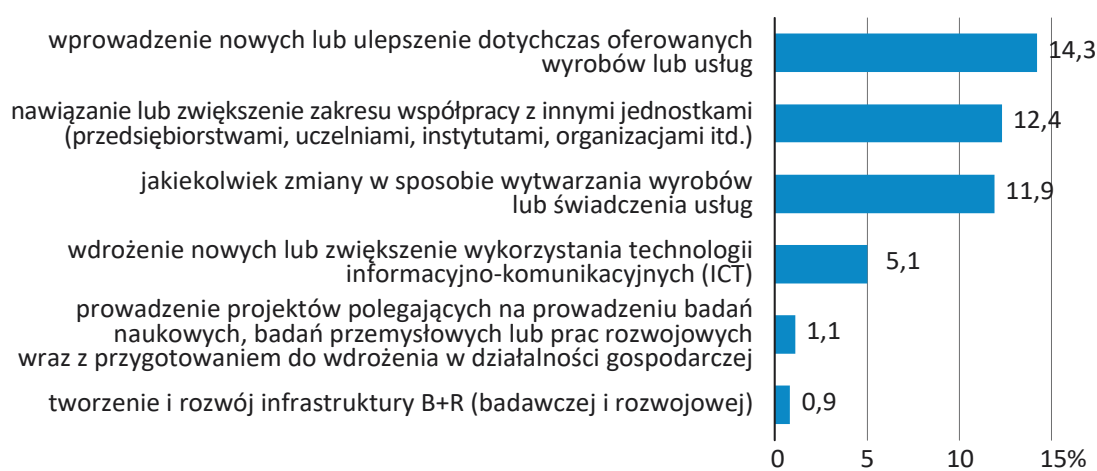 wprowadzenie nowych lub ulepszenie dotychczas oferowanych
wyrobów lub usług
14,3
nawiązanie lub zwiększenie zakresu współpracy z innymi jednostkami
(przedsiębiorstwami, uczelniami, instytutami, organizacjami itd.)
12,4
jakiekolwiek zmiany w sposobie wytwarzania wyrobów
lub świadczenia usług
11,9
wdrożenie nowych lub zwiększenie wykorzystania technologii
informacyjno-komunikacyjnych (ICT)
5,1
prowadzenie projektów polegających na prowadzeniu badań
naukowych, badań przemysłowych lub prac rozwojowych
wraz z przygotowaniem do wdrożenia w działalności gospodarczej
1,1
tworzenie i rozwój infrastruktury B+R (badawczej i rozwojowej)
0,9
0 5 10 15%